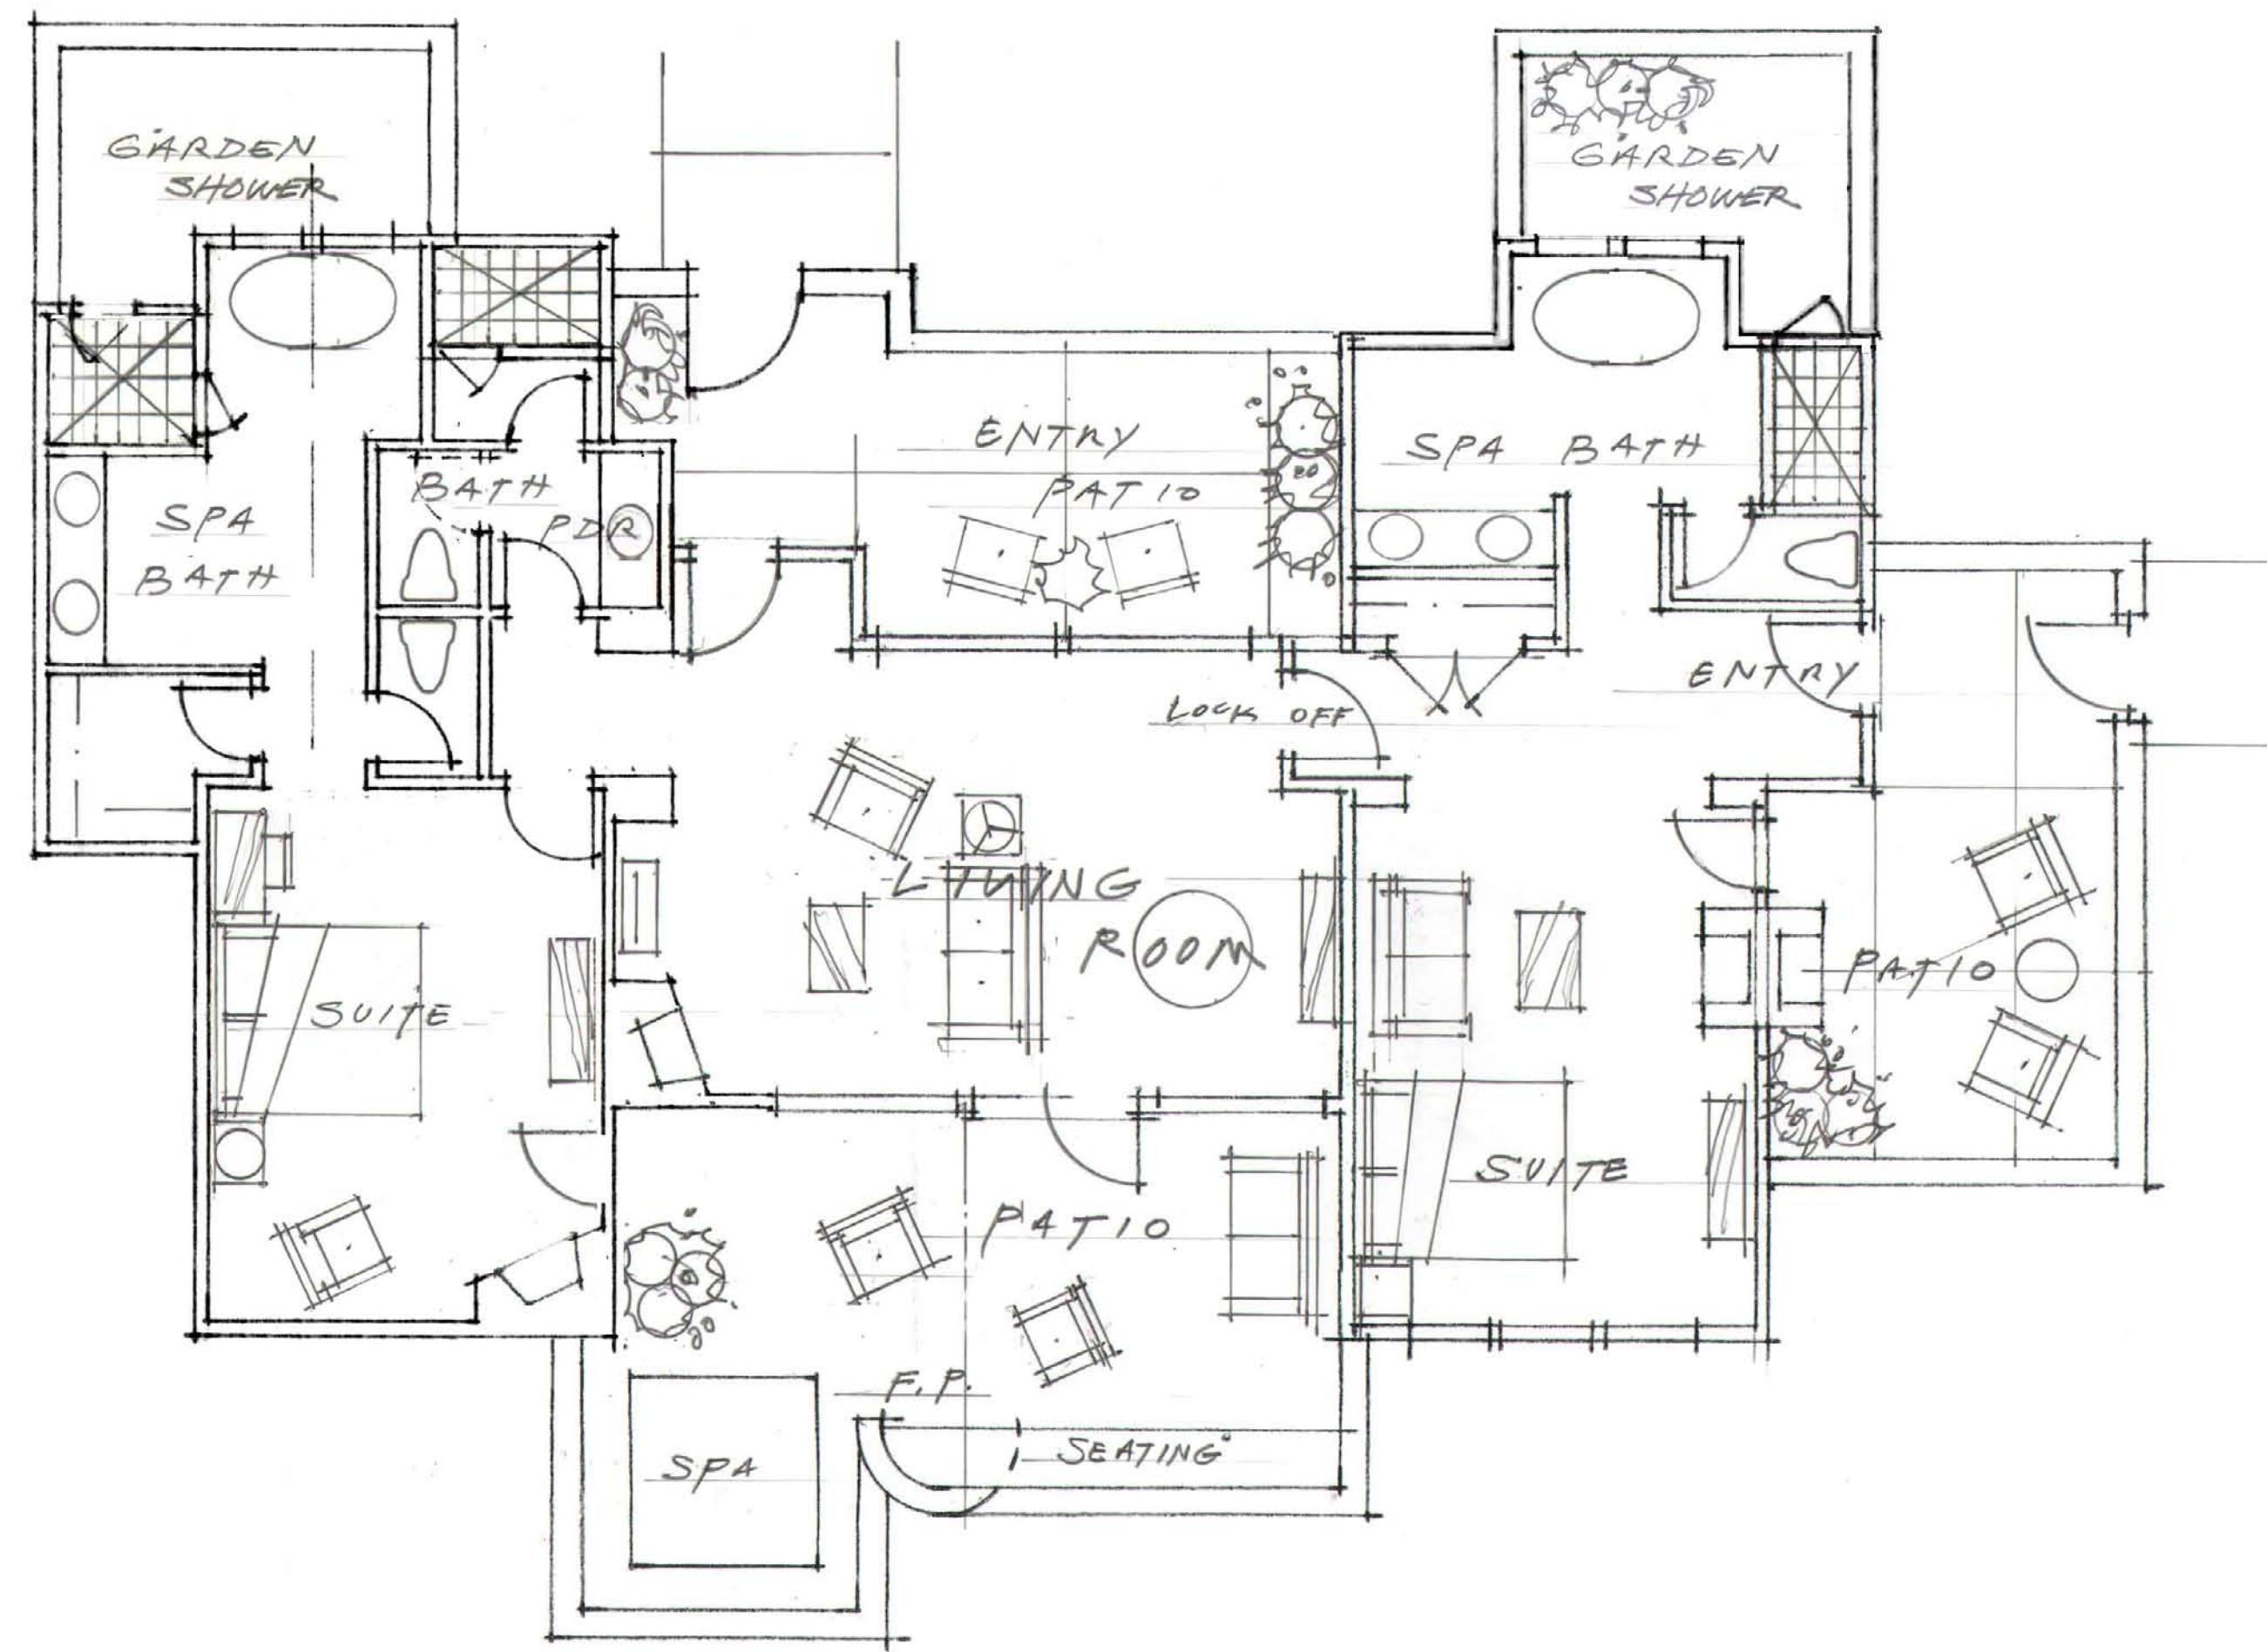 GARDEN
SHOWER
GARDEN
SHOWER
ENTRY
PATIO
SPA BATH
BATH
PDR
SPA
BATH
ENTRY
LOCK OFF
LIVING
ROOM
PATIO
SUITE
SUITE
PATIO
F.P.
SEATING
SPA